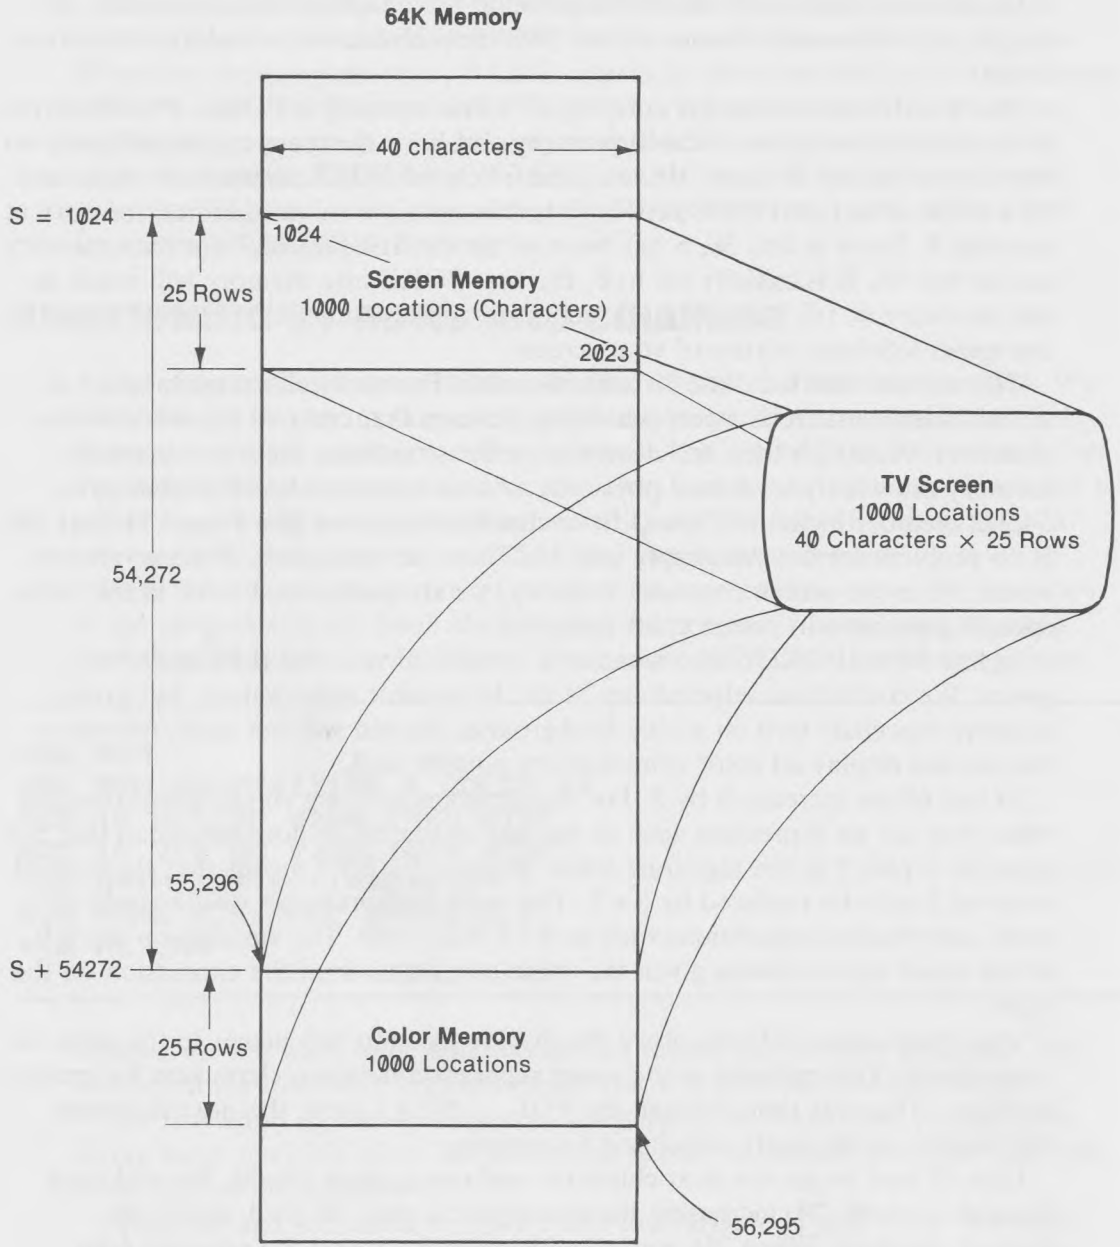 64K Memory
40 characters
S = 1024
1024
25 Rows
Screen Memory
1000 Locations (Characters)
2023
TV Screen
1000 Locations
40 Characters × 25 Rows
54,272
55,296
S + 54272
25 Rows
Color Memory
1000 Locations
56,295